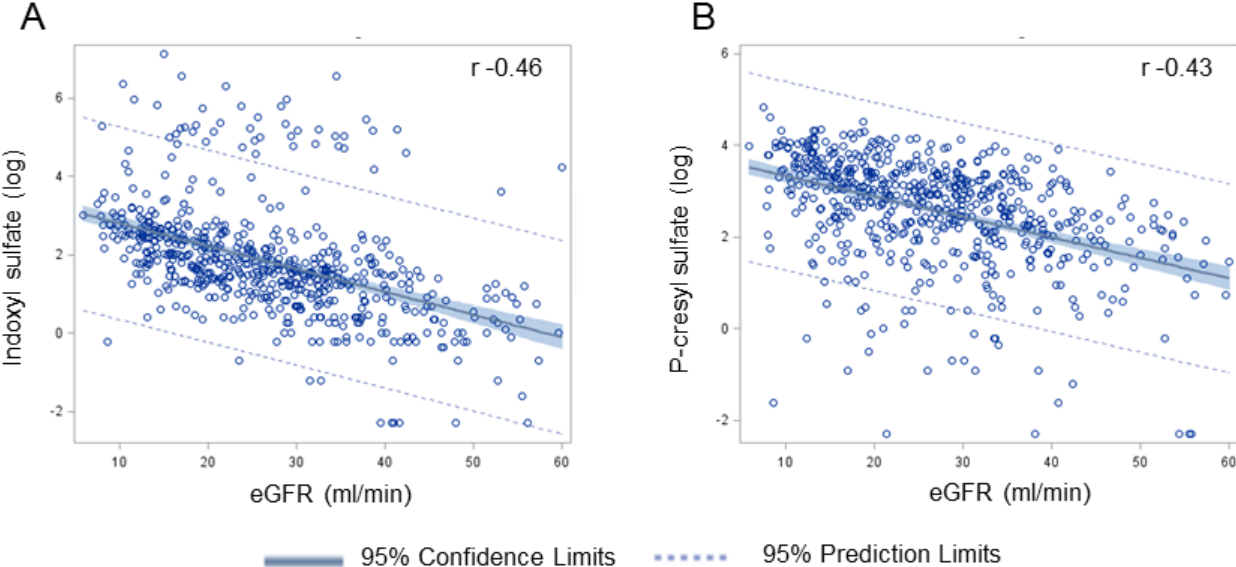 A
r -0.46
Indoxyl sulfate (log)
6
4
2
0
-2
10 20 30 40 50 60
eGFR (ml/min)
B
r -0.43
P-cresyl sulfate (log)
6
4
2
0
-2
10 20 30 40 50 60
eGFR (ml/min)
95% Confidence Limits
95% Prediction Limits